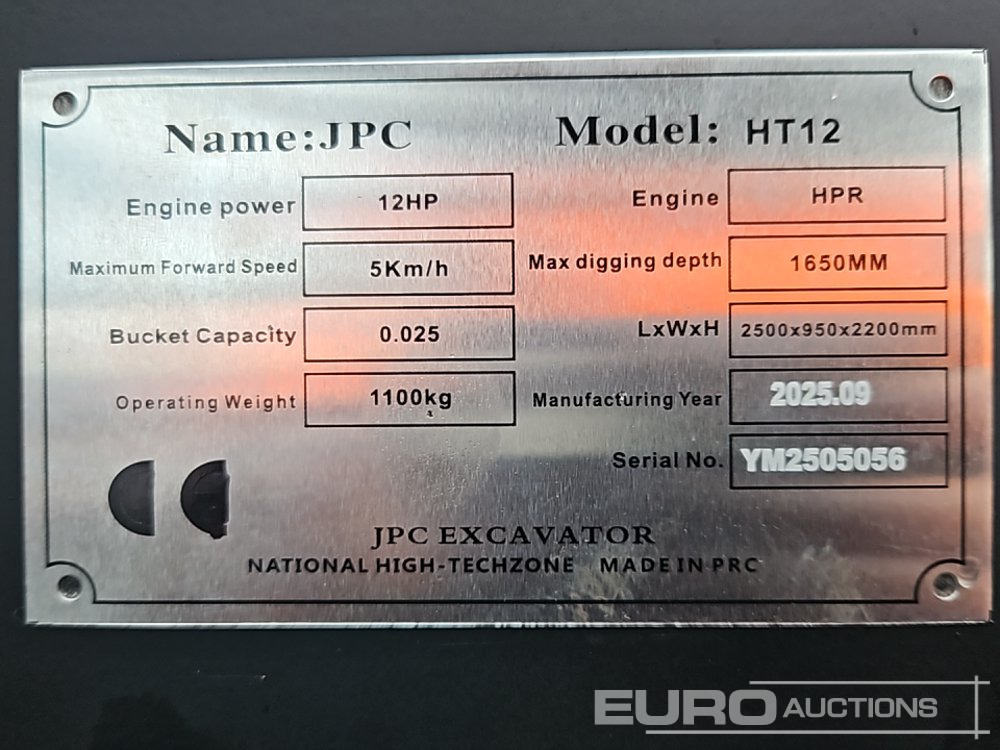 Name:JPC Model: HT12
Engine power 12HP Engine HPR
Maximum Forward Speed 5Km/h Max digging depth 1650MM
Bucket Capacity 0.025 LxWxH 2500x950x2200mm
Operating Weight 1100kg Manufacturing Year 2025.09
Serial No. YM2505056
JPC EXCAVATOR
NATIONAL HIGH-TECHZONE MADE IN PRC
EURO AUCTIONS